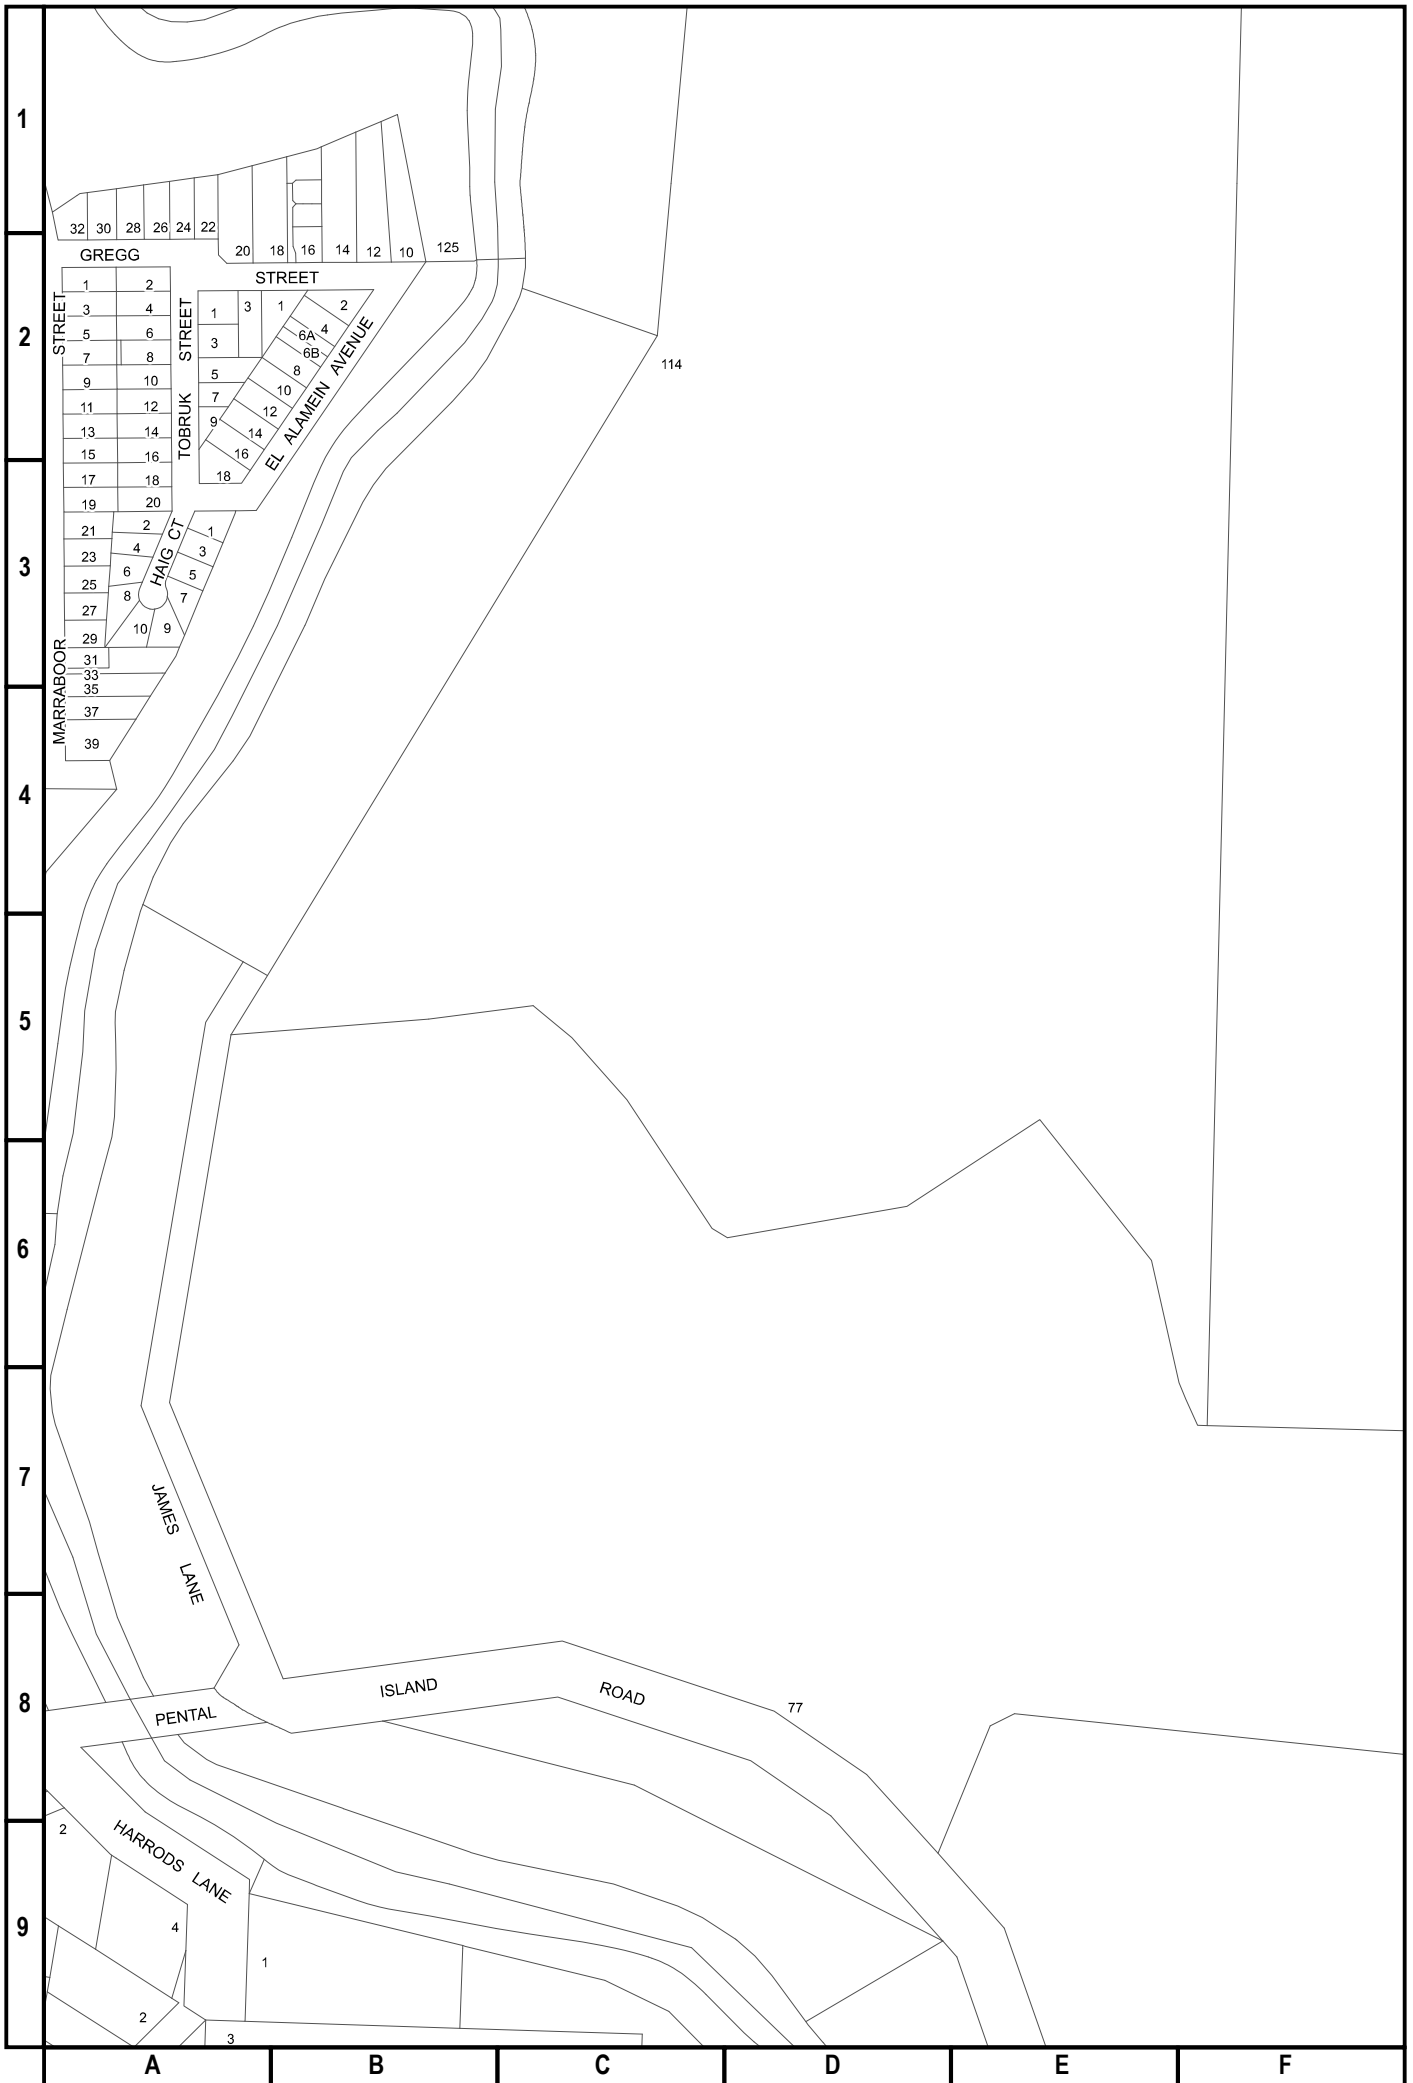 1
32 30 28 26 24 22
20 18 16 14 12 10 125
GREGG
STREET
1 2
3 4
5 6
7 8
9 10
11 12
13 14
15 16
17 18
19 20
STREET
STREET
TOBRUK
1 3 1 2
3 6A 4
6B
5 8
7 10
9 12
14
16
18
EL ALAMEIN AVENUE
2
114
21 2 1
23 4 3
25 6 5
27 8 7
29 10 9
HAIG CT
3
31
33
35
37
39
MARRABOOR
4
5
6
7
JAMES LANE
8
PENTAL ISLAND ROAD
77
HARRODS LANE
2
4
9
1
2
3
A B C D E F